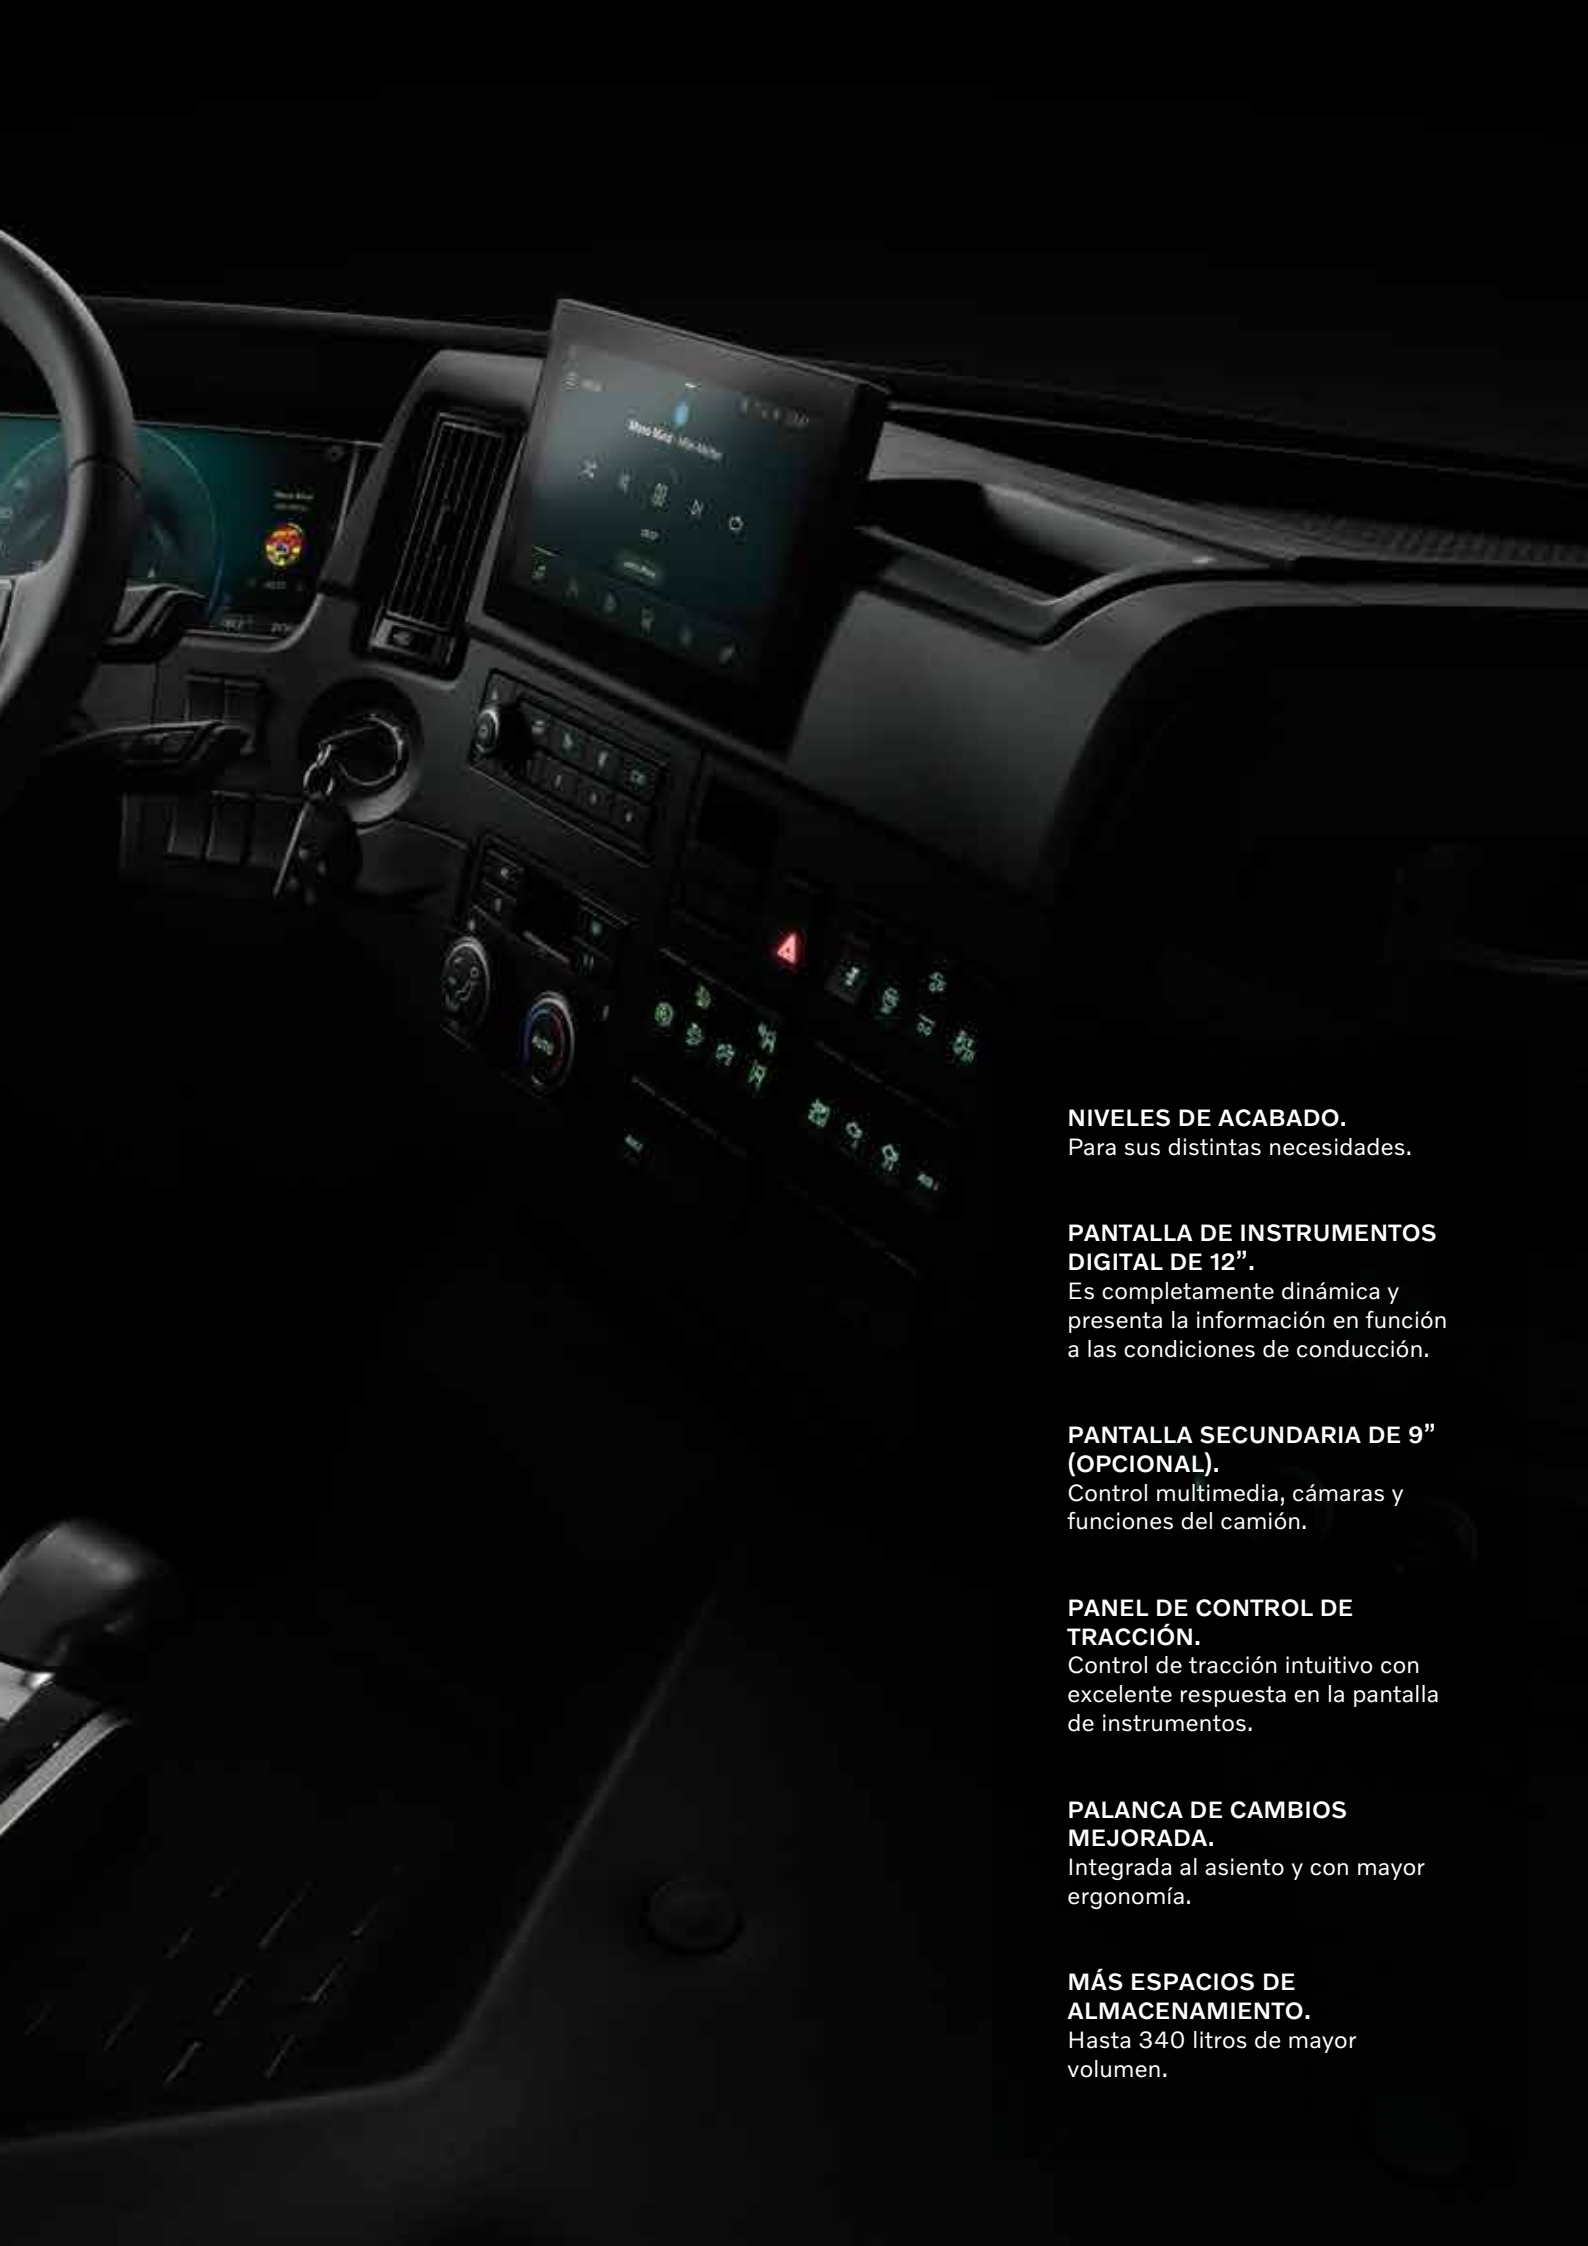 AUTO
NIVELES DE ACABADO.
Para sus distintas necesidades.
PANTALLA DE INSTRUMENTOS
DIGITAL DE 12”.
Es completamente dinámica y
presenta la información en función
a las condiciones de conducción.
PANTALLA SECUNDARIA DE 9”
(OPCIONAL).
Control multimedia, cámaras y
funciones del camión.
PANEL DE CONTROL DE
TRACCIÓN.
Control de tracción intuitivo con
excelente respuesta en la pantalla
de instrumentos.
PALANCA DE CAMBIOS
MEJORADA.
Integrada al asiento y con mayor
ergonomía.
MÁS ESPACIOS DE
ALMACENAMIENTO.
Hasta 340 litros de mayor
volumen.